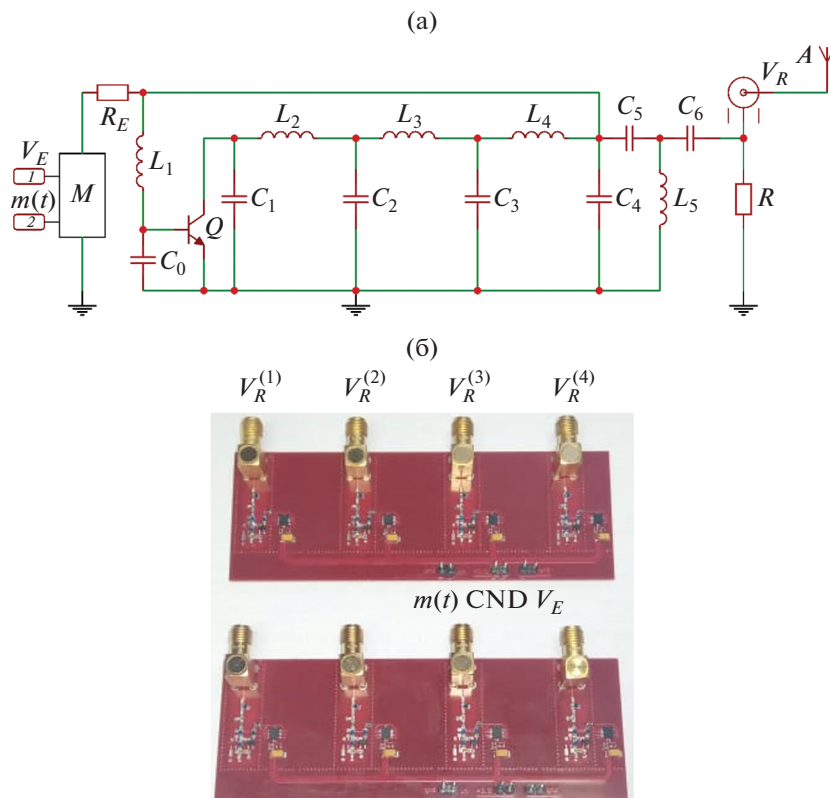 (а)
A
V_R
R_E
L_2
L_3
L_4
C_5
C_6
V_E
L_1
1
M
m(t)
2
Q
C_1
C_2
C_3
C_4
L_5
R
C_0
(б)
V_R^(1) V_R^(2) V_R^(3) V_R^(4)
m(t) CND V_E